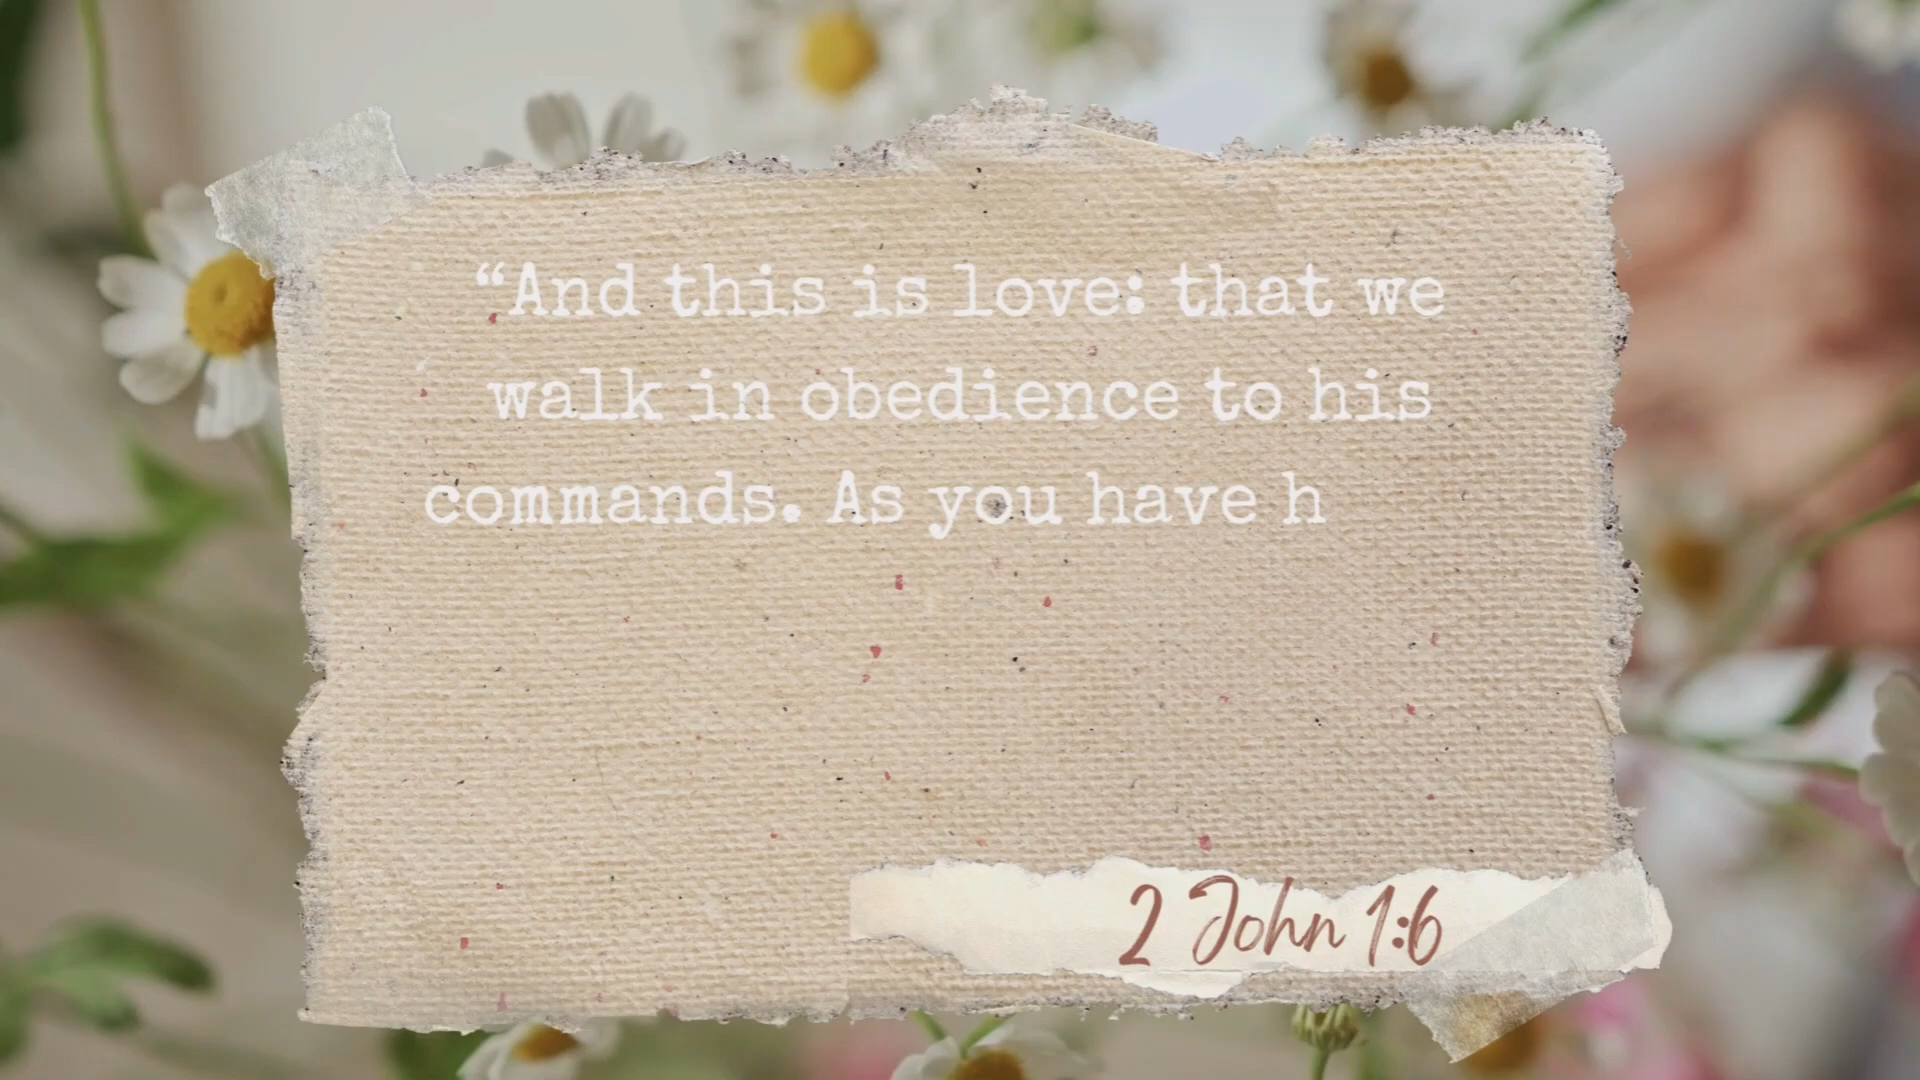 “And this is love: that we
walk in obedience to his
commands. As you have h
2 John 1:6